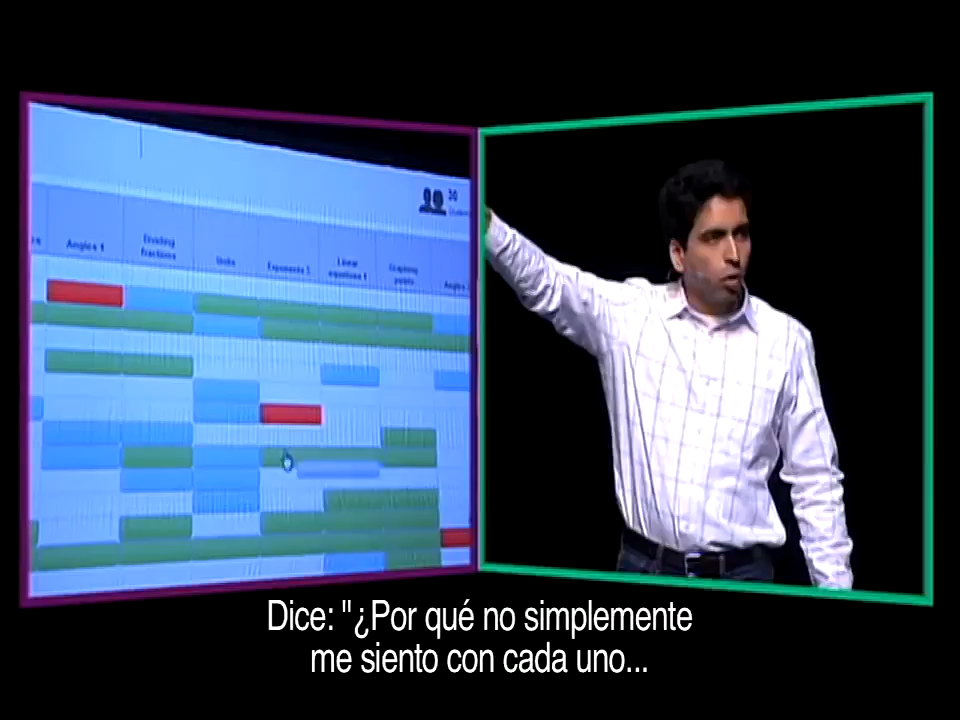 30
Angles 1
Dividing
fractions
Units
Exponents 1
Linear
equations 1
Graphing
points
Angles
Dice: "¿Por qué no simplemente
me siento con cada uno...